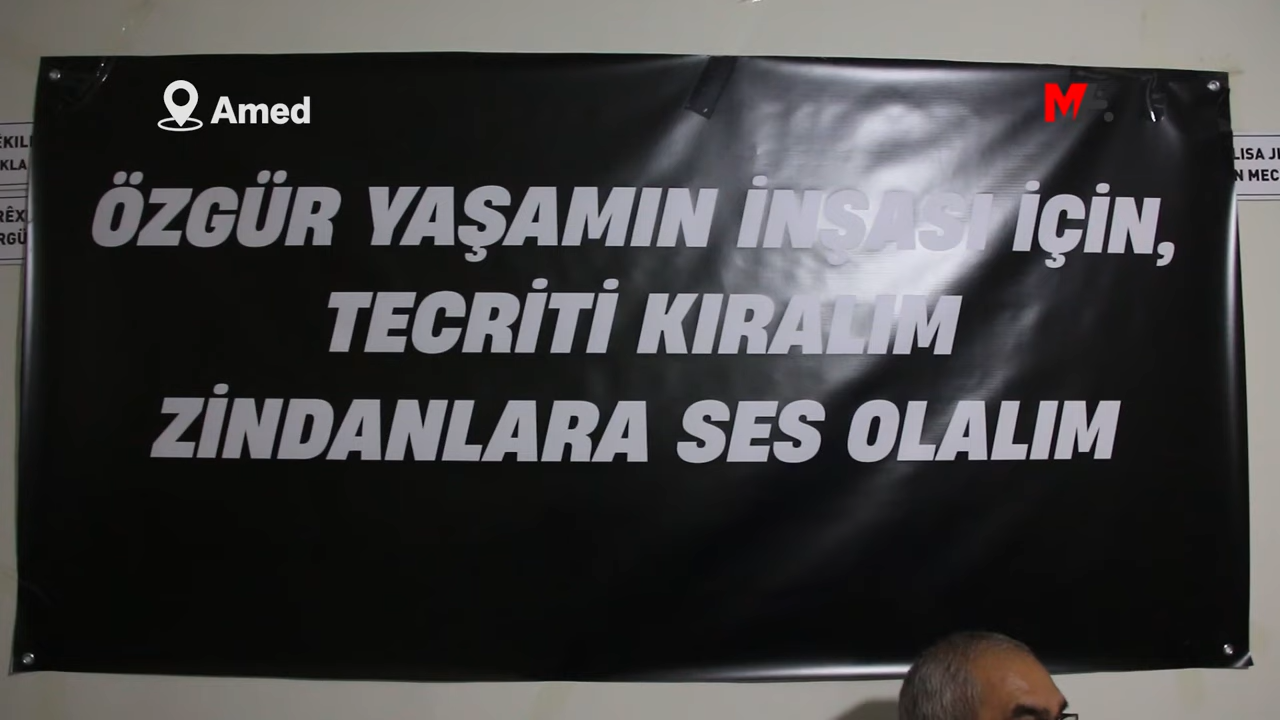 Amed
M
ÖZGÜR YAŞAMIN İNŞASI İÇİN,
TECRİTİ KIRALIM
ZİNDANLARA SES OLALIM